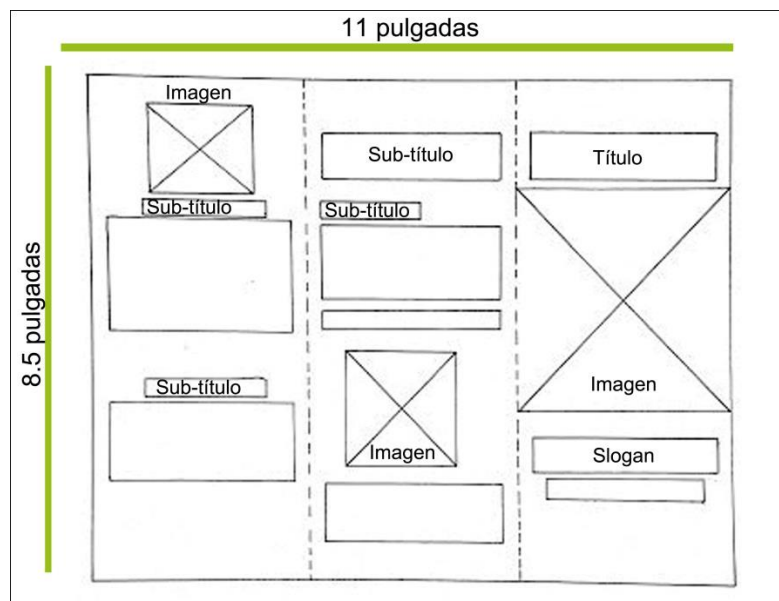 11 pulgadas
8.5 pulgadas
Imagen
Sub-título
Sub-título
Sub-título
Sub-título
Imagen
Título
Imagen
Slogan